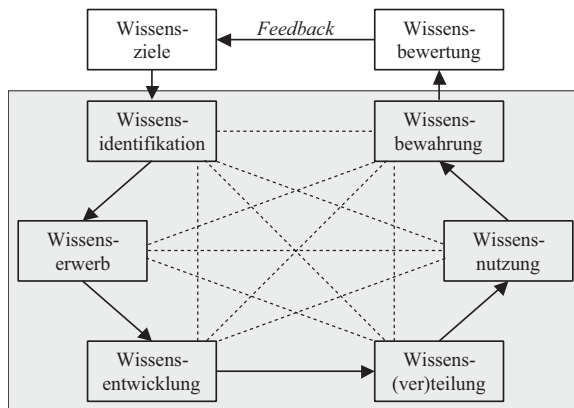 Wissens-
ziele
Feedback
Wissens-
bewertung
Wissens-
identifikation
Wissens-
bewahrung
Wissens-
erwerb
Wissens-
nutzung
Wissens-
entwicklung
Wissens-
(ver)teilung